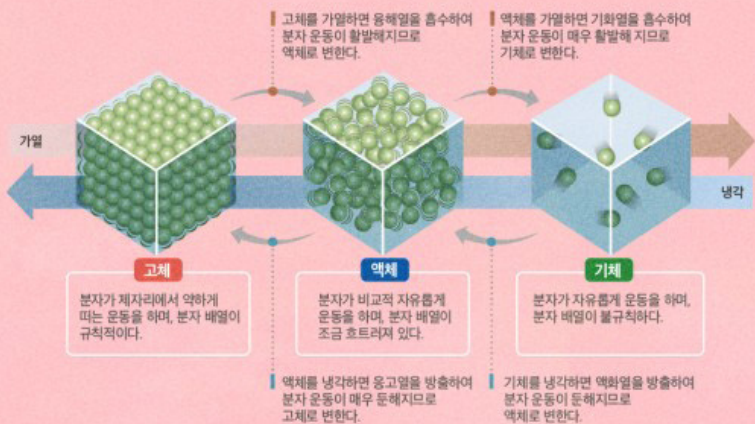 고체를 가열하면 융해열을 흡수하여
분자 운동이 활발해지므로
액체로 변한다.
액체를 가열하면 기화열을 흡수하여
분자 운동이 매우 활발해 지므로
기체로 변한다.
가열
냉각
고체
분자가 제자리에서 약하게
떠는 운동을 하며, 분자 배열이
규칙적이다.
액체
분자가 비교적 자유롭게
운동을 하며, 분자 배열이
조금 흐트러져 있다.
기체
분자가 자유롭게 운동을 하며,
분자 배열이 불규칙하다.
액체를 냉각하면 응고열을 방출하여
분자 운동이 매우 둔해지므로
고체로 변한다.
기체를 냉각하면 액화열을 방출하여
분자 운동이 둔해지므로
액체로 변한다.